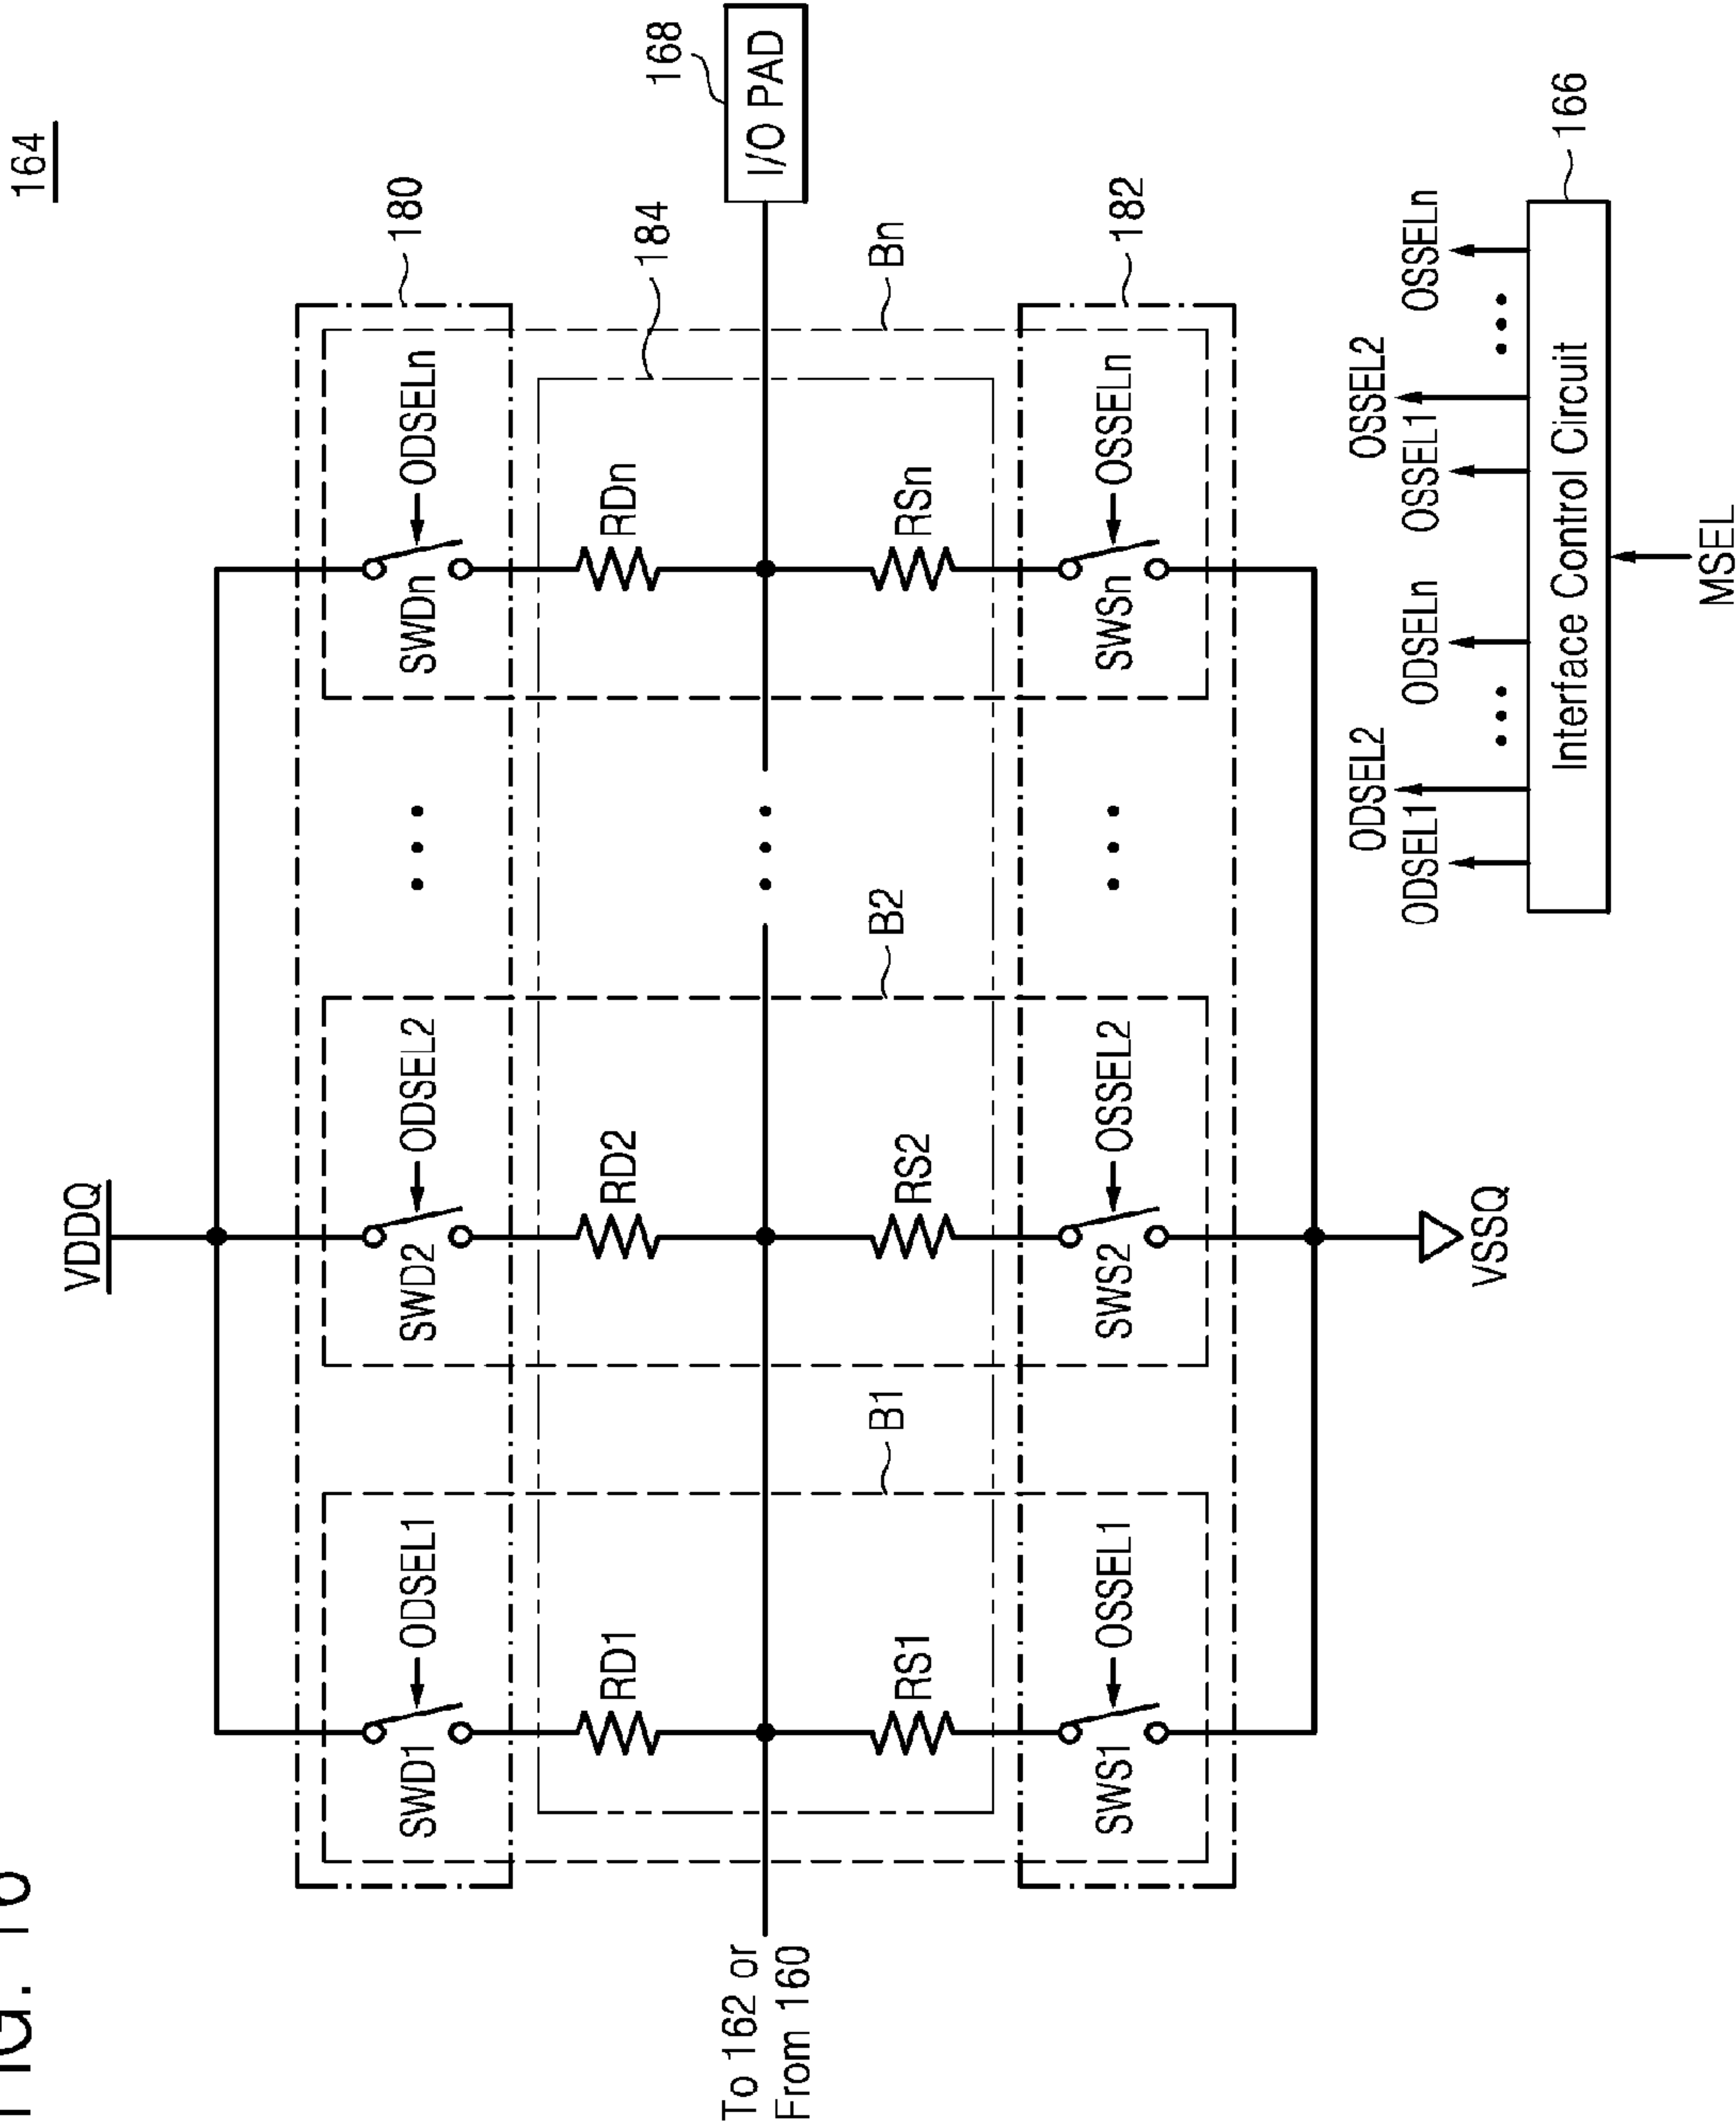 FIG.
164
VDDQ
180
SWD1
ODSEL1
SWD2
ODSEL2
SWDn
ODSELn
184
RD1
RD2
RDn
168
To 162 or
From 160
I/O PAD
B1
B2
Bn
RS1
RS2
RSn
182
SWS1
OSSEL1
SWS2
OSSEL2
SWSn
OSSELn
VSSQ
ODSEL2
OSSEL2
ODSEL1
ODSELn
OSSEL1
OSSELn
Interface Control Circuit
166
MSEL